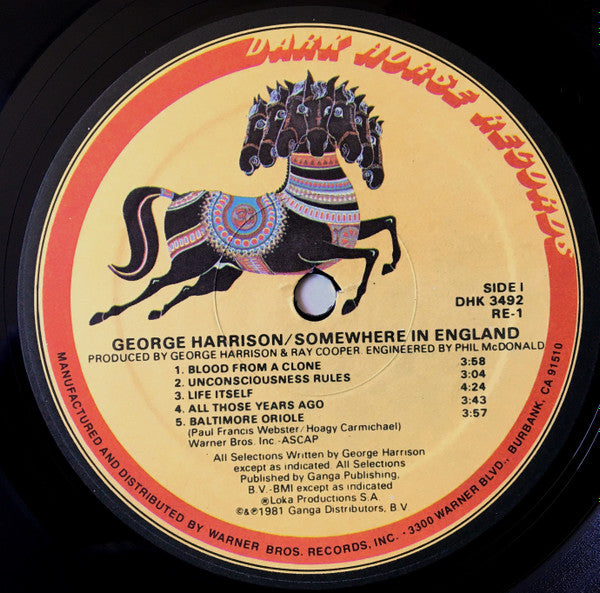 DARK HORSE RECORDS
SIDE I
DHK 3492
RE-1
GEORGE HARRISON/SOMEWHERE IN ENGLAND
PRODUCED BY GEORGE HARRISON & RAY COOPER. ENGINEERED BY PHIL McDONALD
1. BLOOD FROM A CLONE 3:58
2. UNCONSCIOUSNESS RULES 3:04
3. LIFE ITSELF 4:24
4. ALL THOSE YEARS AGO 3:43
5. BALTIMORE ORIOLE 3:57
(Paul Francis Webster/Hoagy Carmichael)
Warner Bros. Inc.-ASCAP
All Selections Written by George Harrison
except as indicated. All Selections
Published by Ganga Publishing,
B.V.-BMI except as indicated
℗Loka Productions S.A.
©&℗1981 Ganga Distributors, B.V.
MANUFACTURED AND DISTRIBUTED BY WARNER BROS. RECORDS, INC. · 3300 WARNER BLVD., BURBANK, CA 91510